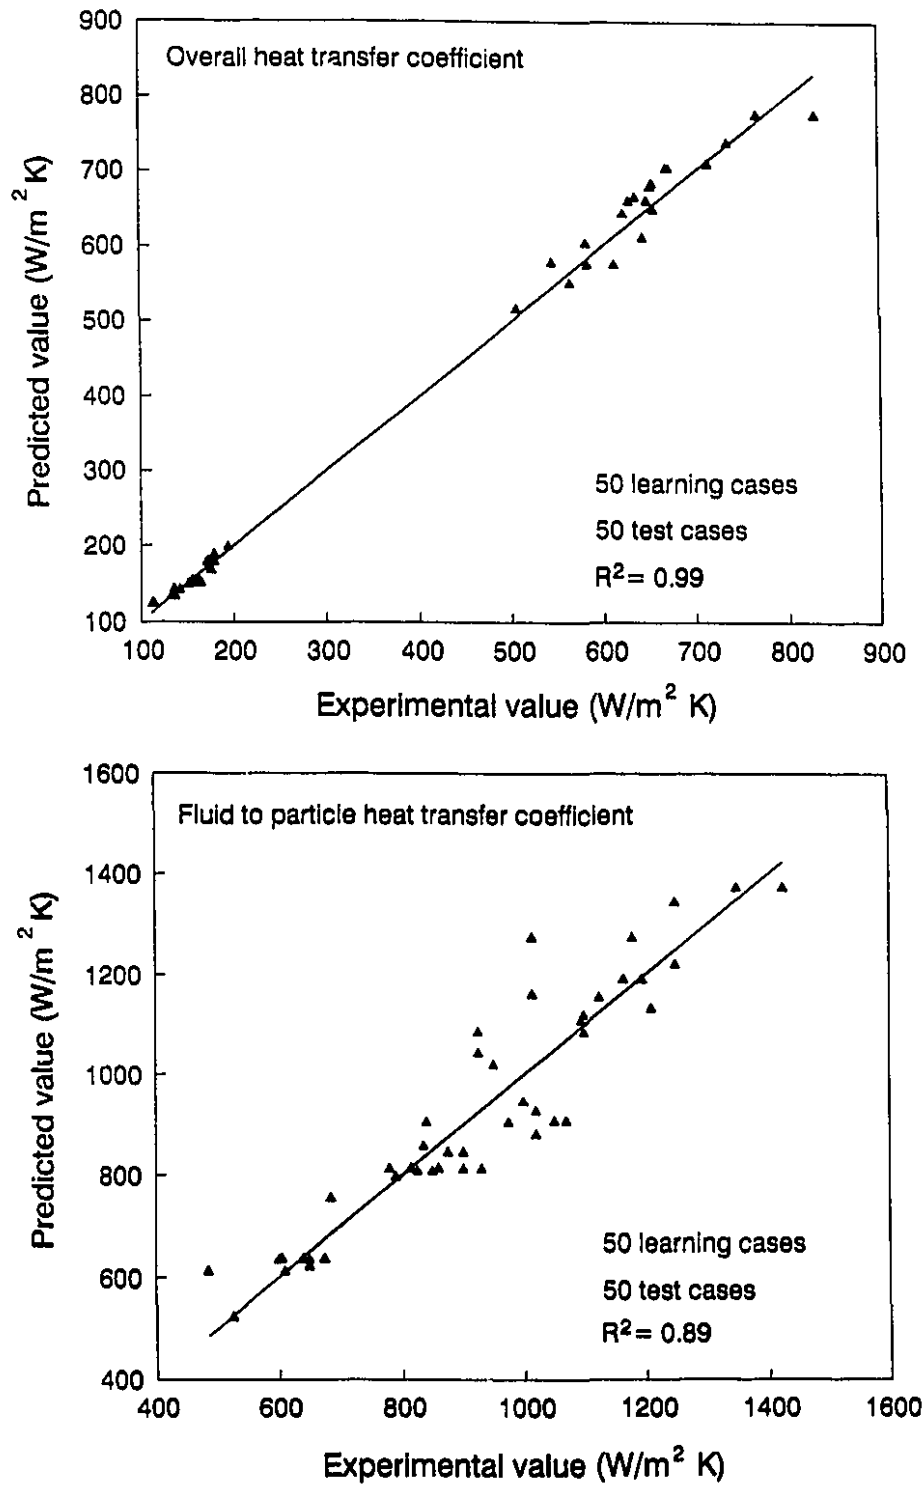 900
Overall heat transfer coefficient
800
700
600
500
400
300
200
100
Predicted value (W/m² K)
50 learning cases
50 test cases
R² = 0.99
100 200 300 400 500 600 700 800 900
Experimental value (W/m² K)
1600
Fluid to particle heat transfer coefficient
1400
1200
1000
800
600
400
Predicted value (W/m² K)
50 learning cases
50 test cases
R² = 0.89
400 600 800 1000 1200 1400 1600
Experimental value (W/m² K)